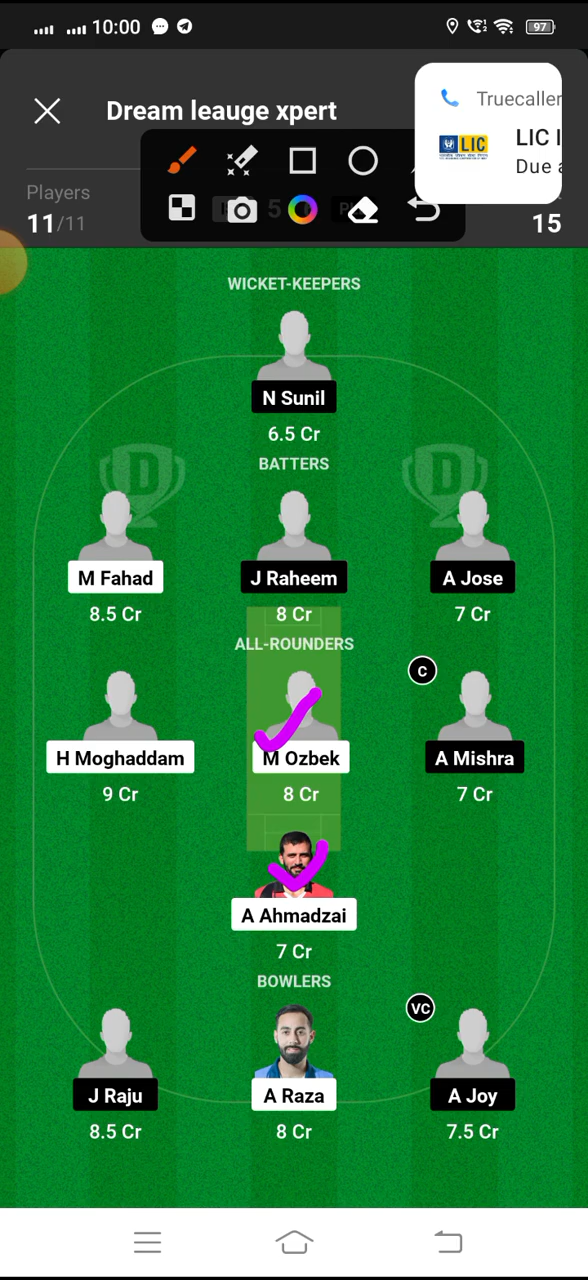 10:00
97
Dream leauge xpert
Truecaller
LIC
Due
Players
11/11
15
WICKET-KEEPERS
N Sunil
6.5 Cr
BATTERS
M Fahad
J Raheem
A Jose
8.5 Cr
8 Cr
7 Cr
ALL-ROUNDERS
C
H Moghaddam
M Ozbek
A Mishra
9 Cr
8 Cr
7 Cr
A Ahmadzai
7 Cr
BOWLERS
VC
J Raju
A Raza
A Joy
8.5 Cr
8 Cr
7.5 Cr